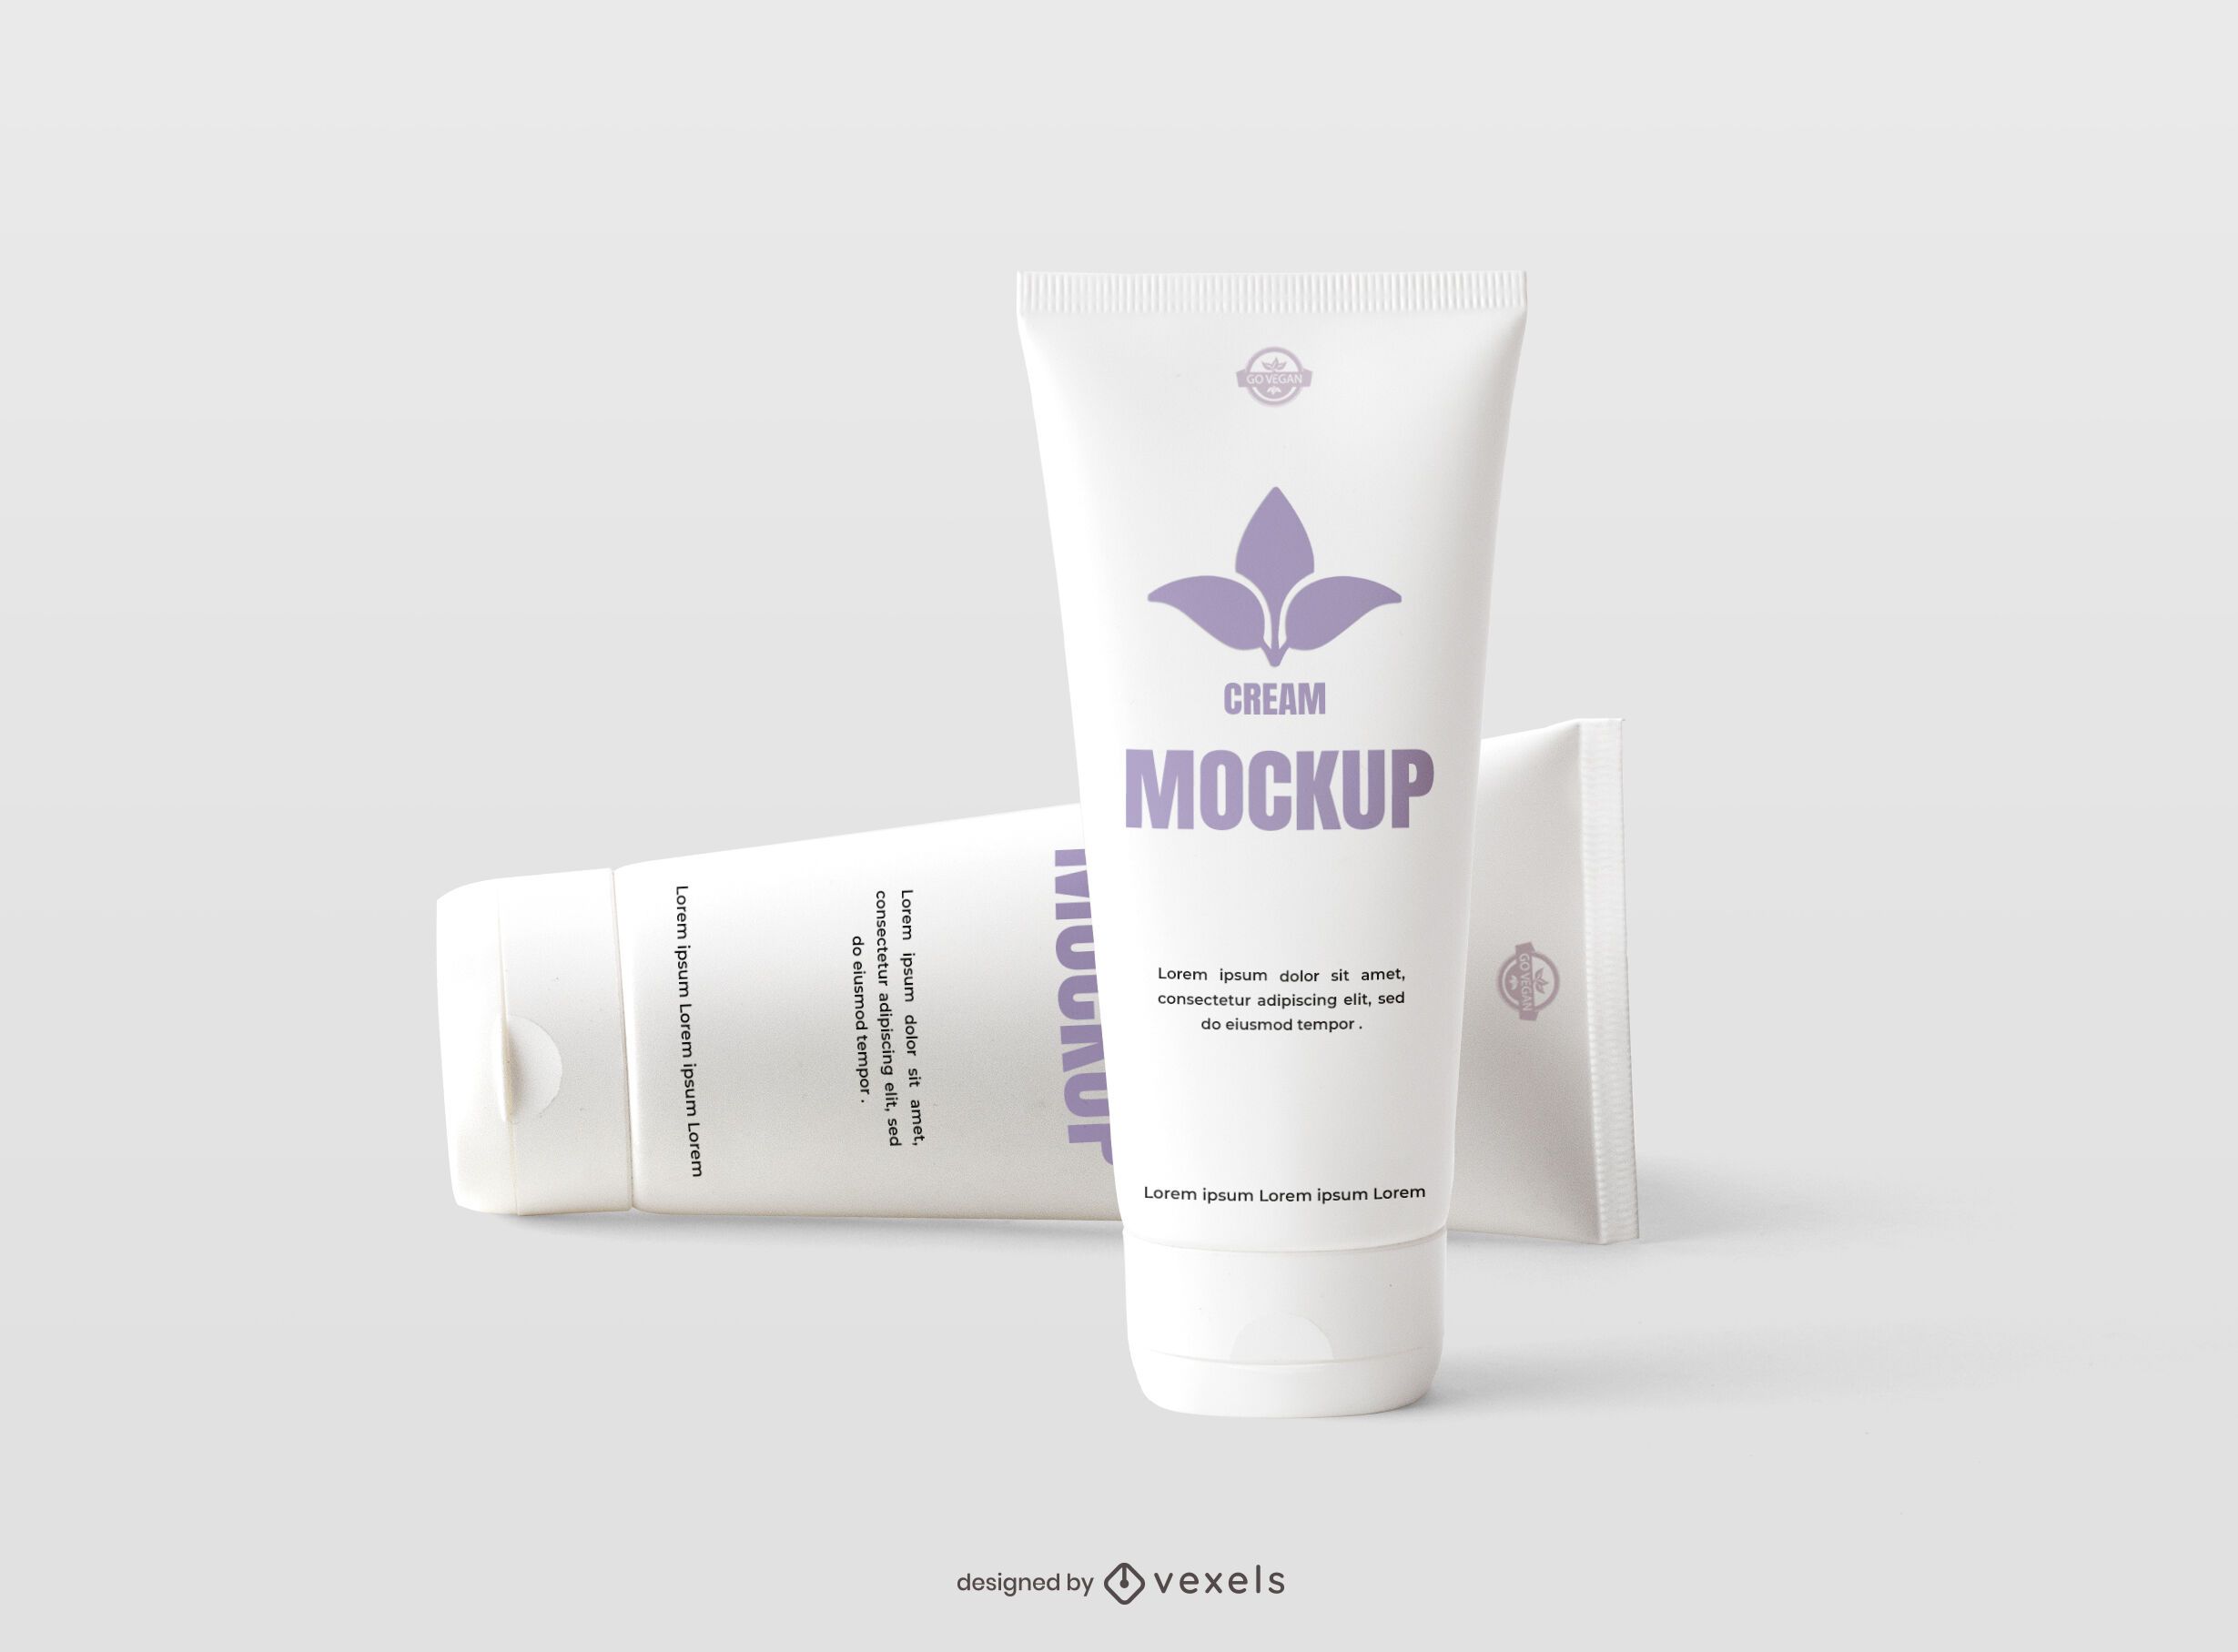 GO VEGAN
CREAM
MOCKUP
Lorem ipsum dolor sit amet,
consectetur adipiscing elit, sed
do eiusmod tempor .
Lorem ipsum Lorem ipsum Lorem
MOCKUP
Lorem ipsum dolor sit amet,
consectetur adipiscing elit, sed
do eiusmod tempor .
Lorem ipsum Lorem ipsum Lorem
GO VEGAN
designed by vexels